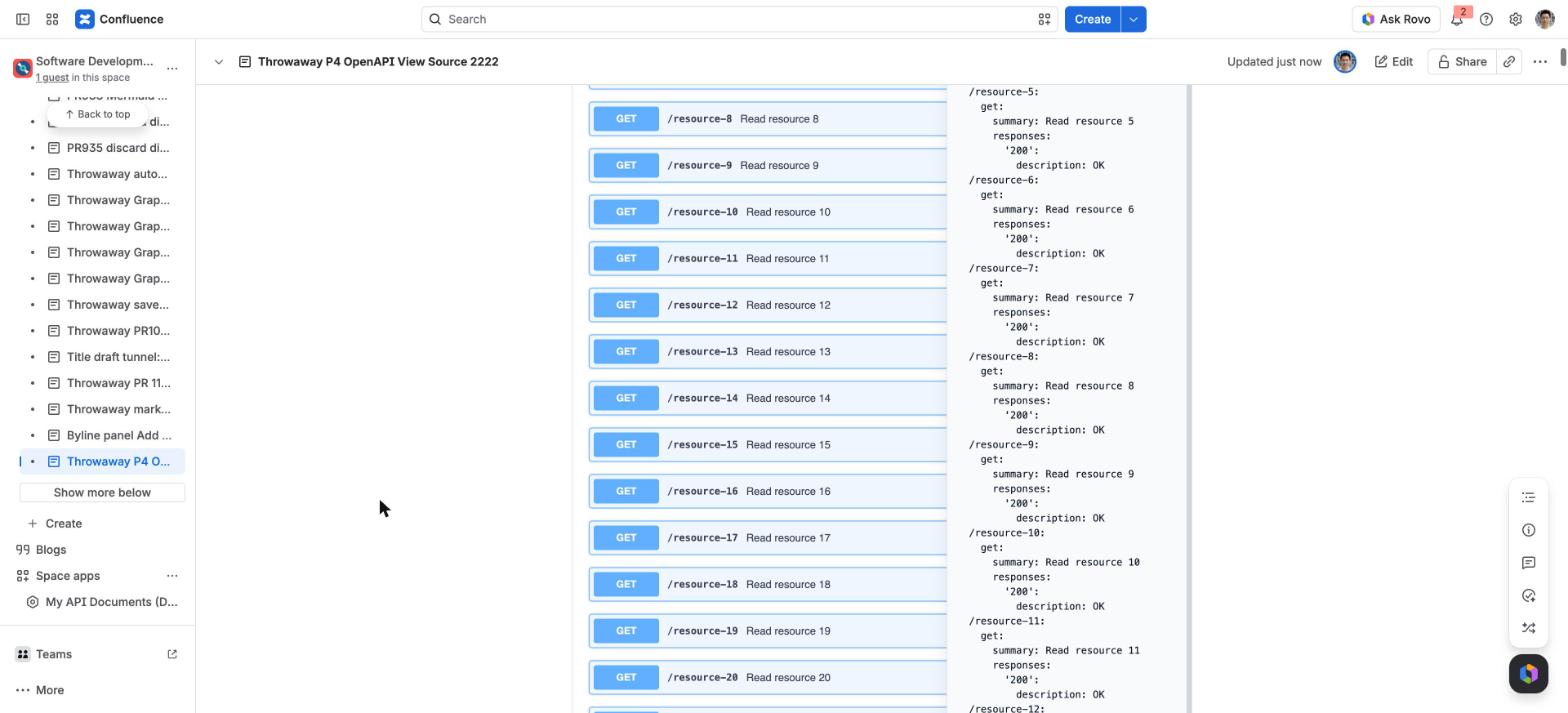 Confluence
Search
Create
Ask Rovo
2
Software Developm...
1 guest in this space
Back to top
di...
PR935 discard di...
Throwaway auto...
Throwaway Grap...
Throwaway Grap...
Throwaway Grap...
Throwaway Grap...
Throwaway save...
Throwaway PR10...
Title draft tunnel:...
Throwaway PR 11...
Throwaway mark...
Byline panel Add ...
Throwaway P4 O...
Show more below
Create
Blogs
Space apps
My API Documents (D...
Teams
More
Throwaway P4 OpenAPI View Source 2222
Updated just now
Edit
Share
GET /resource-8 Read resource 8
GET /resource-9 Read resource 9
GET /resource-10 Read resource 10
GET /resource-11 Read resource 11
GET /resource-12 Read resource 12
GET /resource-13 Read resource 13
GET /resource-14 Read resource 14
GET /resource-15 Read resource 15
GET /resource-16 Read resource 16
GET /resource-17 Read resource 17
GET /resource-18 Read resource 18
GET /resource-19 Read resource 19
GET /resource-20 Read resource 20
/resource-5:
get:
summary: Read resource 5
responses:
'200':
description: OK
/resource-6:
get:
summary: Read resource 6
responses:
'200':
description: OK
/resource-7:
get:
summary: Read resource 7
responses:
'200':
description: OK
/resource-8:
get:
summary: Read resource 8
responses:
'200':
description: OK
/resource-9:
get:
summary: Read resource 9
responses:
'200':
description: OK
/resource-10:
get:
summary: Read resource 10
responses:
'200':
description: OK
/resource-11:
get:
summary: Read resource 11
responses:
'200':
description: OK
/resource-12: